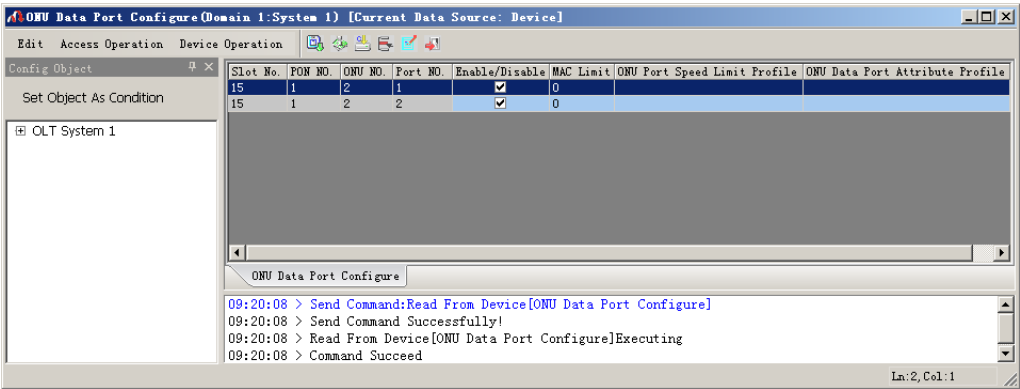 ONU Data Port Configure(Domain 1:System 1) [Current Data Source: Device]
Edit Access Operation Device Operation
Config Object
Set Object As Condition
OLT System 1
Slot No. PON NO. ONU NO. Port NO. Enable/Disable MAC Limit ONU Port Speed Limit Profile ONU Data Port Attribute Profile
15 1 2 1 0
15 1 2 2 0
ONU Data Port Configure
09:20:08 > Send Command:Read From Device[ONU Data Port Configure]
09:20:08 > Send Command Successfully!
09:20:08 > Read From Device[ONU Data Port Configure]Executing
09:20:08 > Command Succeed
Ln:2,Col:1